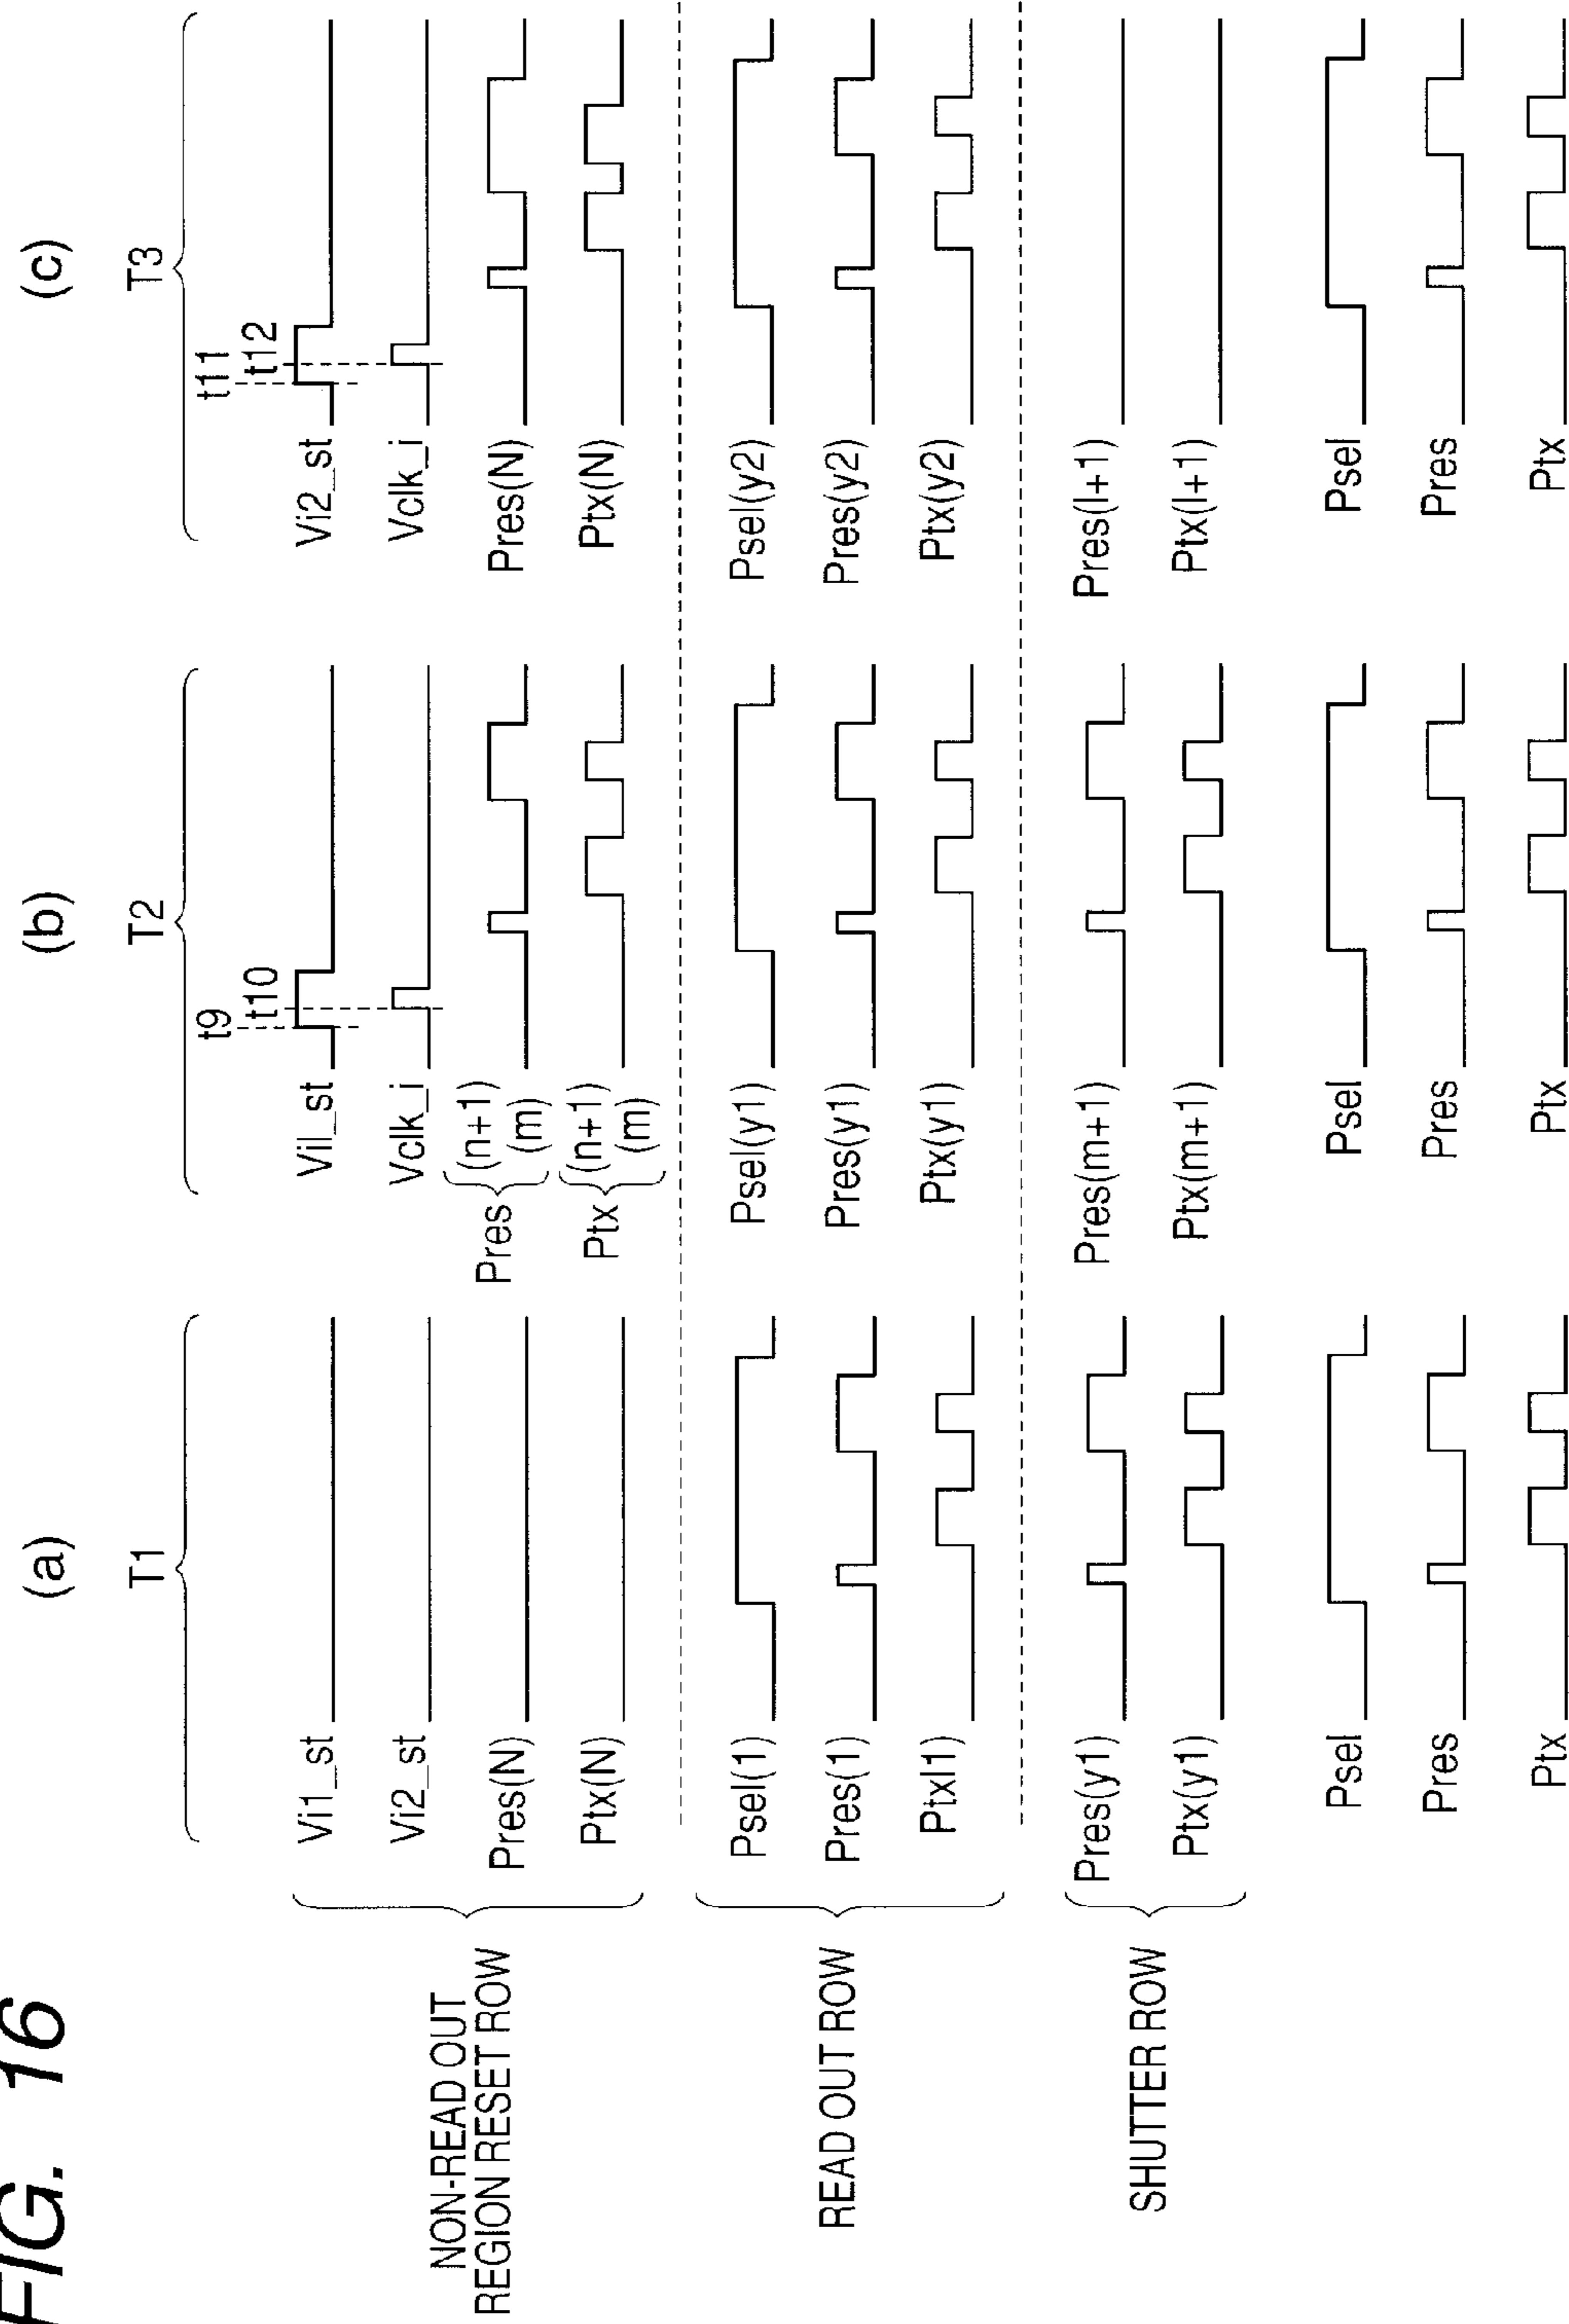 FIG. 16
(a)
T1
(b)
T2
(c)
T3
NON-READ OUT
REGION RESET ROW
Vi1_st
Vi2_st
Pres(N)
Ptx(N)
t9
t10
Vil_st
Vclk_i
Pres
(n+1)
(m)
Ptx
(n+1)
(m)
t11
t12
Vi2_st
Vclk_i
Pres(N)
Ptx(N)
READ OUT ROW
Psel(1)
Pres(1)
Ptxl1)
Psel(y1)
Pres(y1)
Ptx(y1)
Psel(y2)
Pres(y2)
Ptx(y2)
SHUTTER ROW
Pres(y1)
Ptx(y1)
Pres(m+1)
Ptx(m+1)
Pres(l+1)
Ptx(l+1)
Psel
Pres
Ptx
Psel
Pres
Ptx
Psel
Pres
Ptx